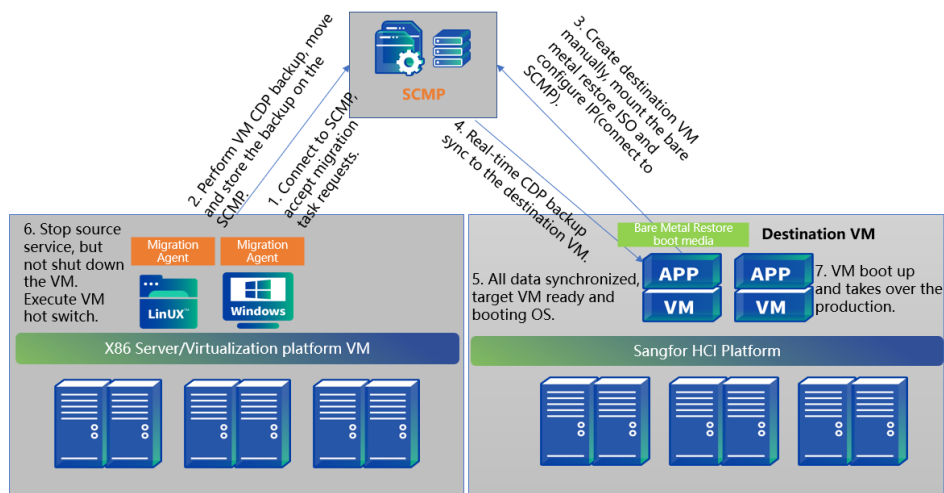 SCMP
2. Perform VM CDP backup, move
and store the backup on the
SCMP.
1. Connect to SCMP,
accept migration
task requests.
3. Create destination VM
manually, mount the bare
metal restore ISO and
configure IP(connect to
SCMP).
4. Real-time CDP backup
sync to the destination VM.
6. Stop source
service, but
not shut down
the VM.
Execute VM
hot switch.
Migration
Agent
Migration
Agent
LinUX™
Windows
X86 Server/Virtualization platform VM
Bare Metal Restore
boot media
Destination VM
5. All data synchronized,
target VM ready and
booting OS.
APP
VM
APP
VM
7. VM boot up
and takes over the
production.
Sangfor HCI Platform